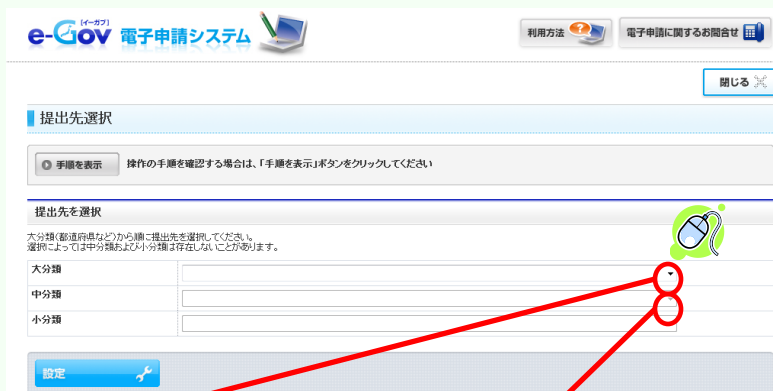 (イーガブ)
e-Gov 電子申請システム
利用方法
電子申請に関するお問合せ
閉じる
提出先選択
手順を表示 操作の手順を確認する場合は、「手順を表示」ボタンをクリックしてください
提出先を選択
大分類(都道府県など)から順に提出先を選択してください。
選択によっては中分類および小分類は存在しないことがあります。
大分類
中分類
小分類
設定